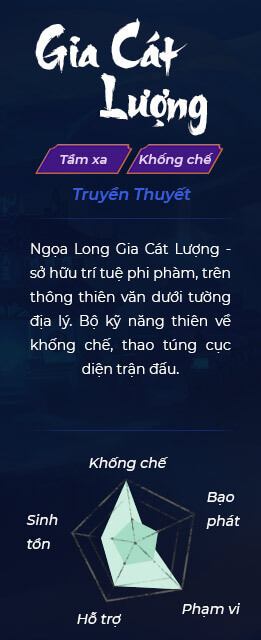 Gia Cát
Lượng
Tầm xa
Khống chế
Truyền Thuyết
Ngọa Long Gia Cát Lượng -
sở hữu trí tuệ phi phàm, trên
thông thiên văn dưới tường
địa lý. Bộ kỹ năng thiên về
khống chế, thao túng cục
diện trận đấu.
Khống chế
Bạo
phát
Sinh
tồn
Phạm vi
Hỗ trợ